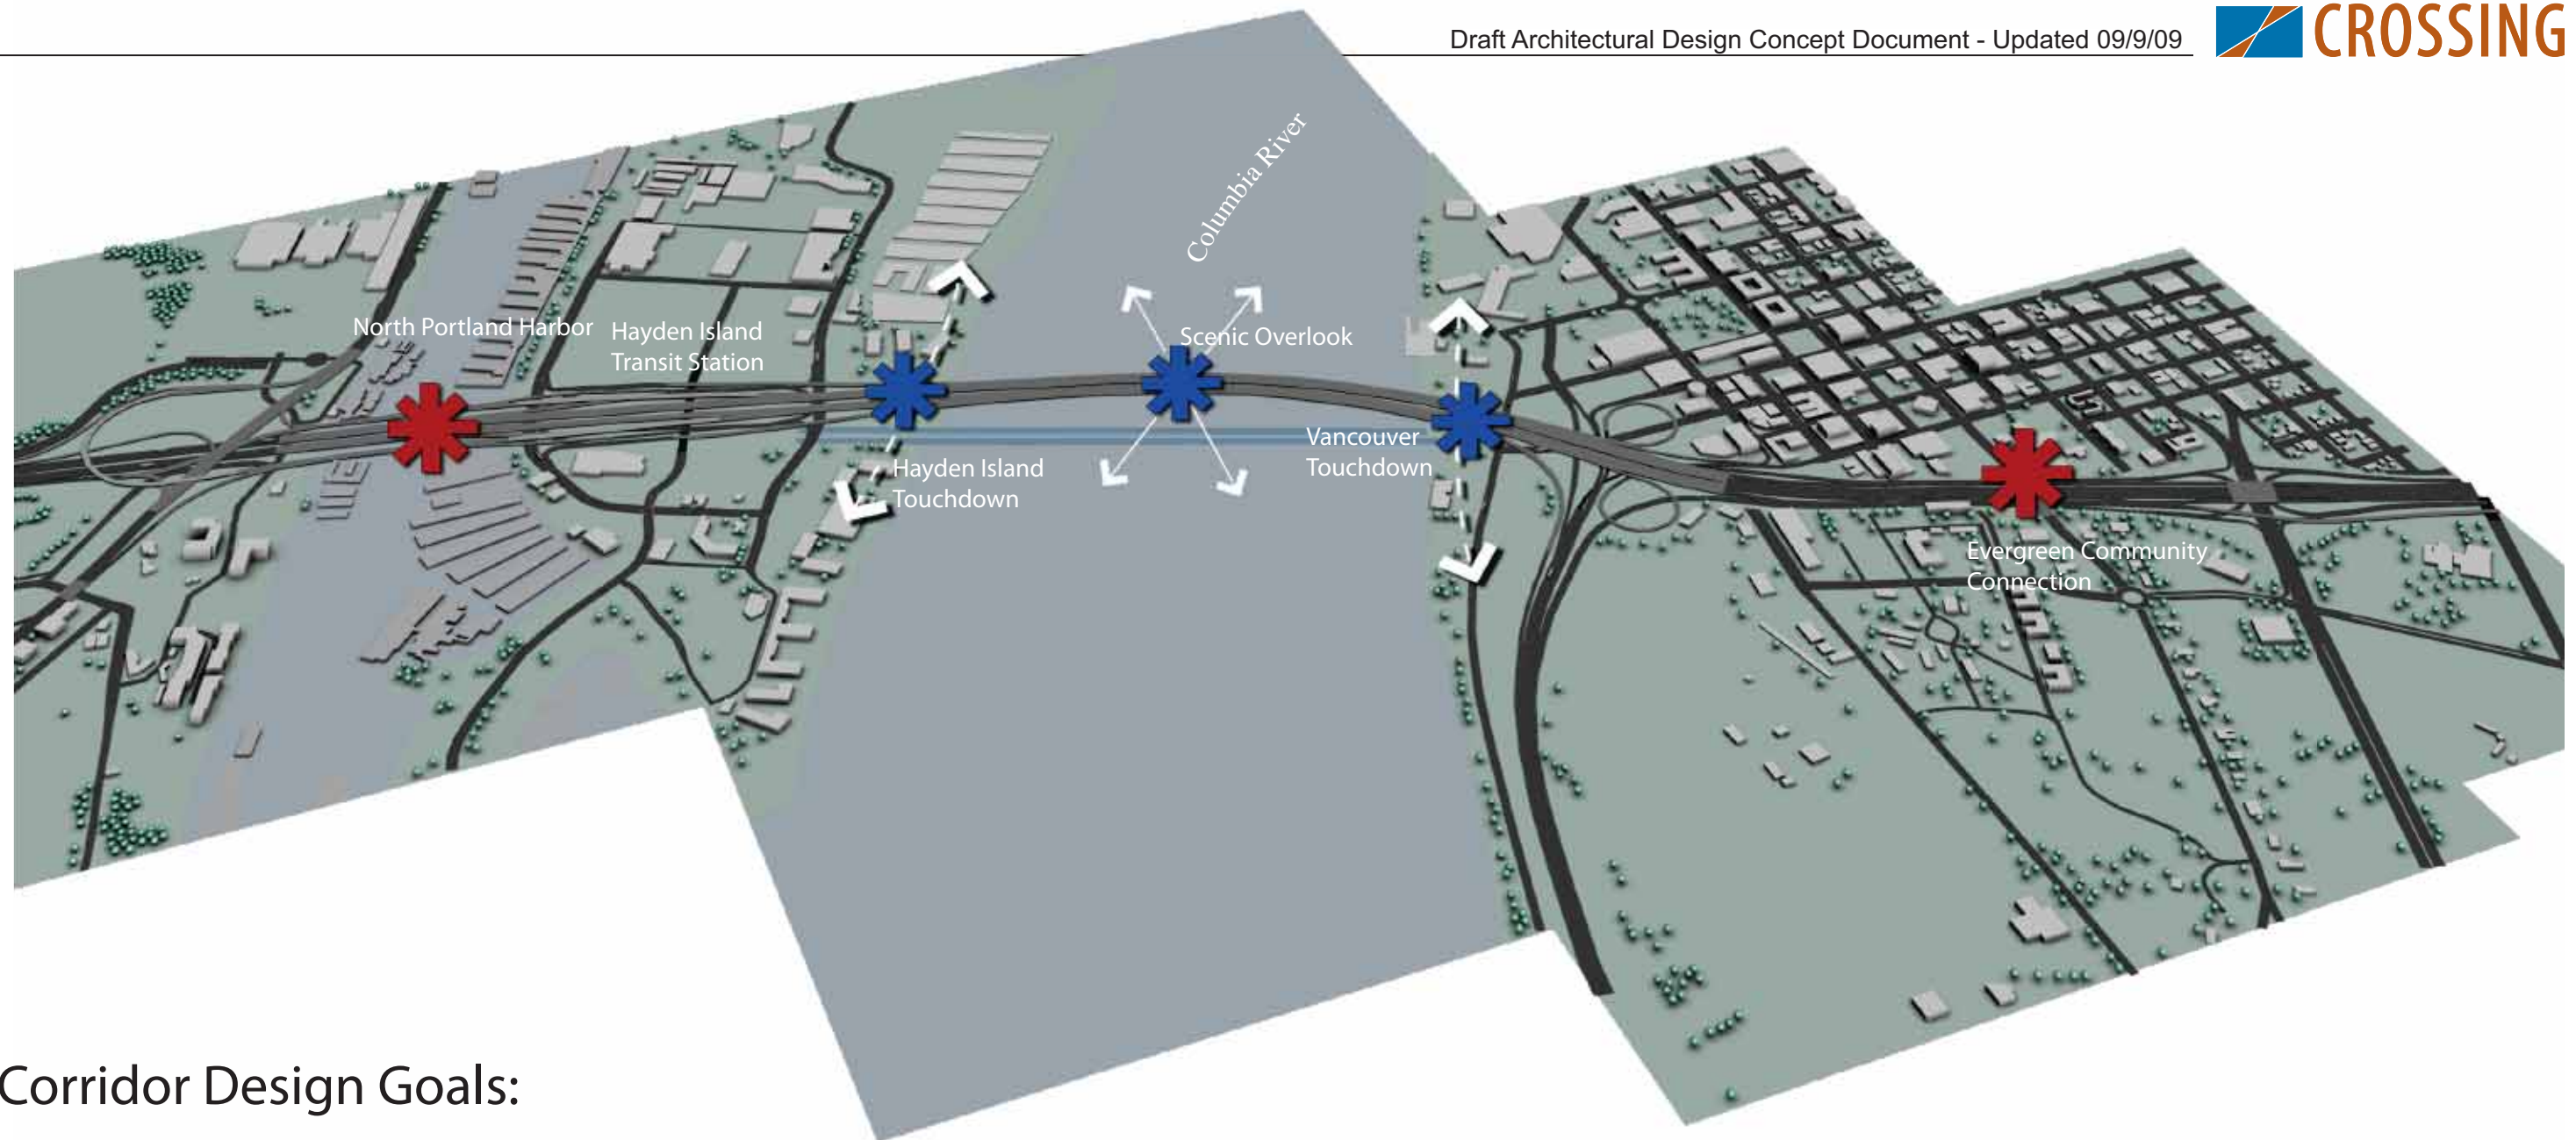 Draft Architectural Design Concept Document - Updated 09/9/09
CROSSING
Columbia River
North Portland Harbor
Hayden Island
Transit Station
Scenic Overlook
Vancouver
Touchdown
Hayden Island
Touchdown
Evergreen Community
Connection
Corridor Design Goals: